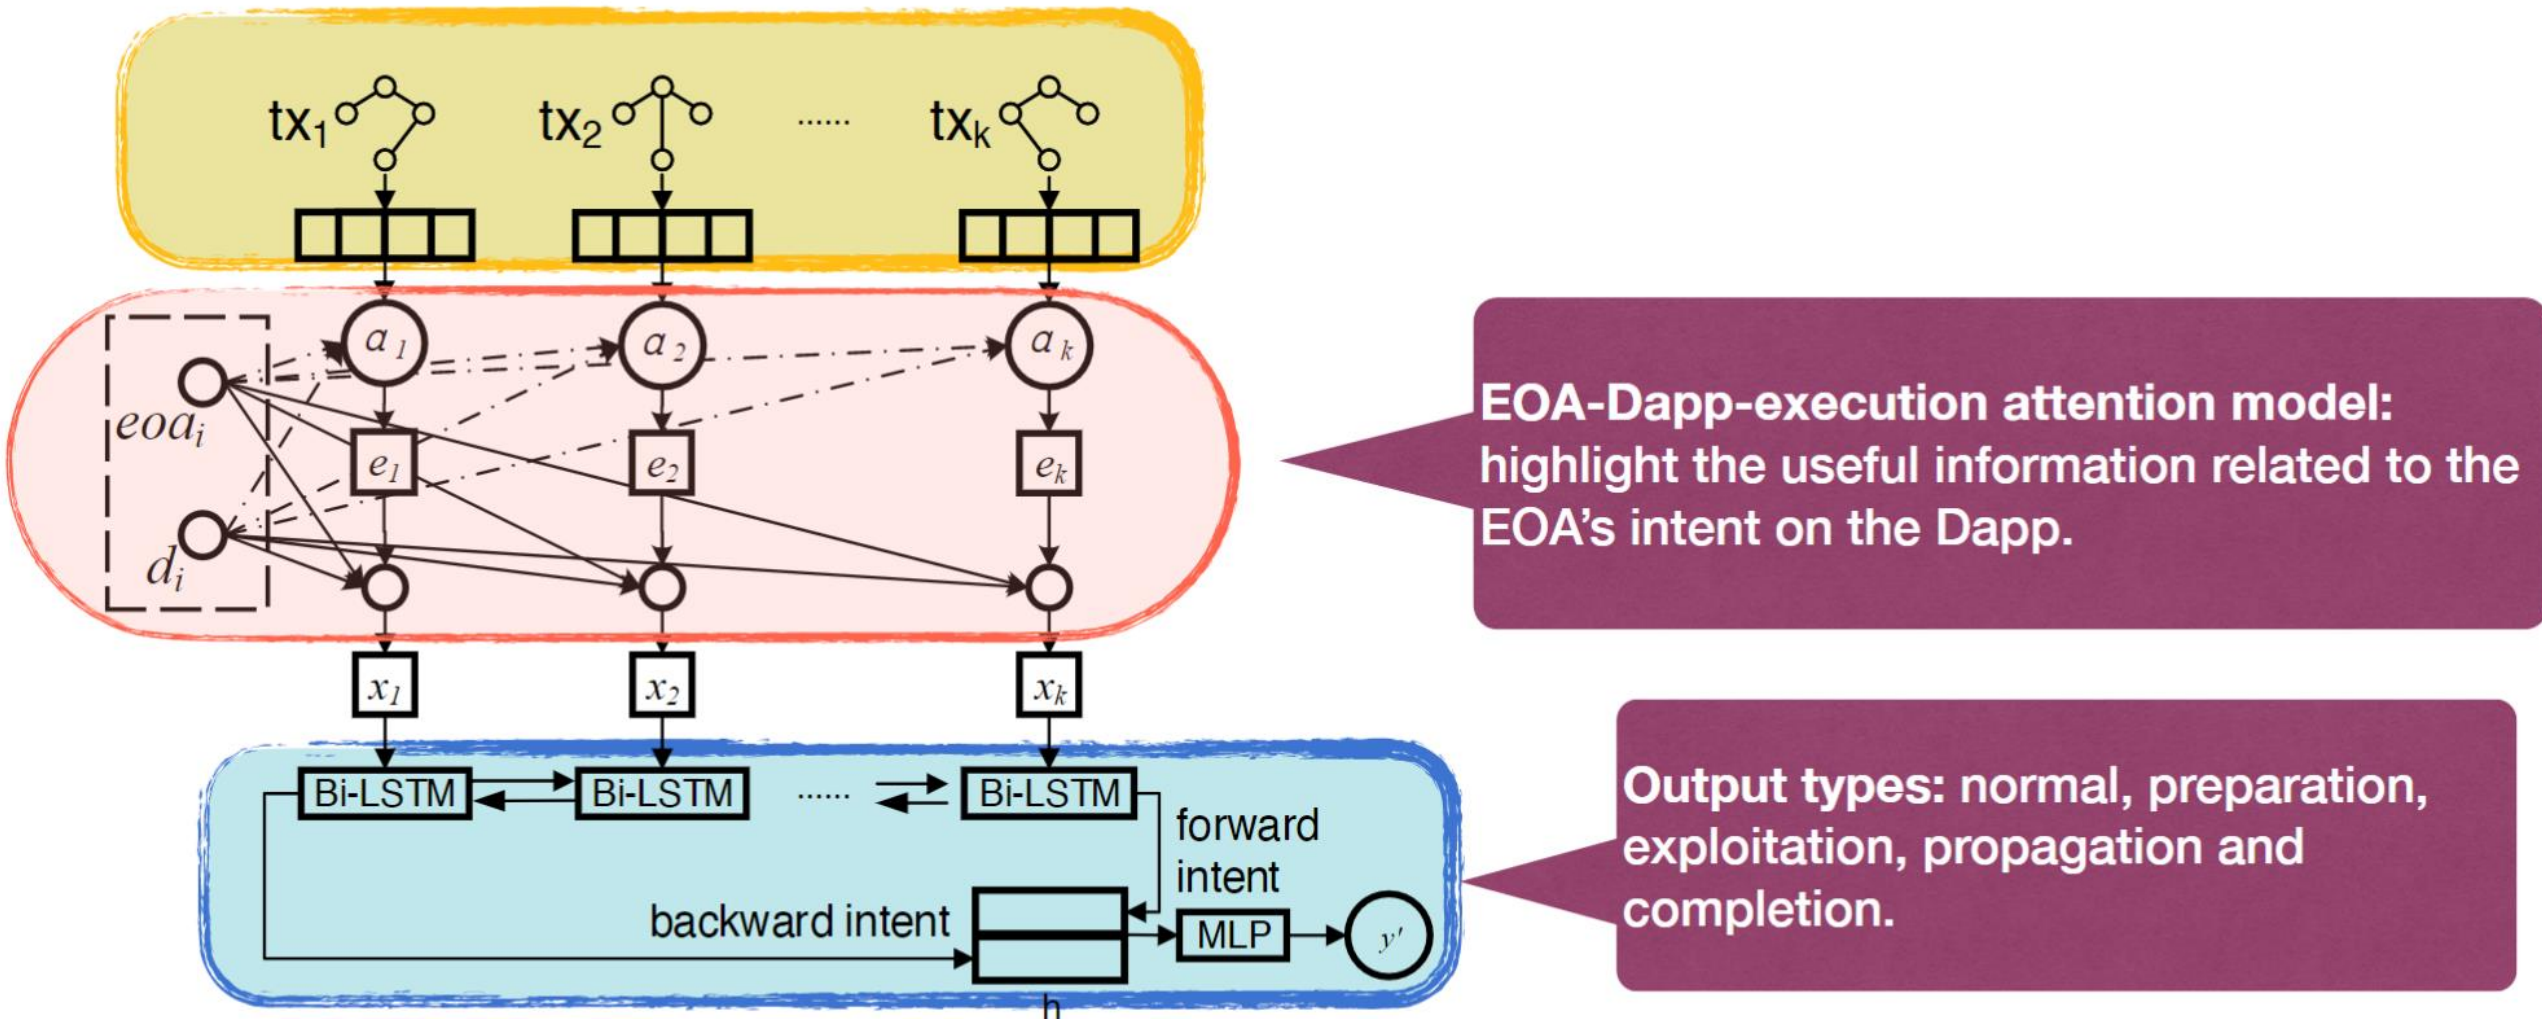 tx1 tx2 ...... txk
a1 a2 ak
eoai
e1 e2 ek
di
x1 x2 xk
EOA-Dapp-execution attention model:
highlight the useful information related to the
EOA's intent on the Dapp.
Bi-LSTM Bi-LSTM ...... Bi-LSTM
forward
intent
backward intent
MLP
y'
h
Output types: normal, preparation,
exploitation, propagation and
completion.